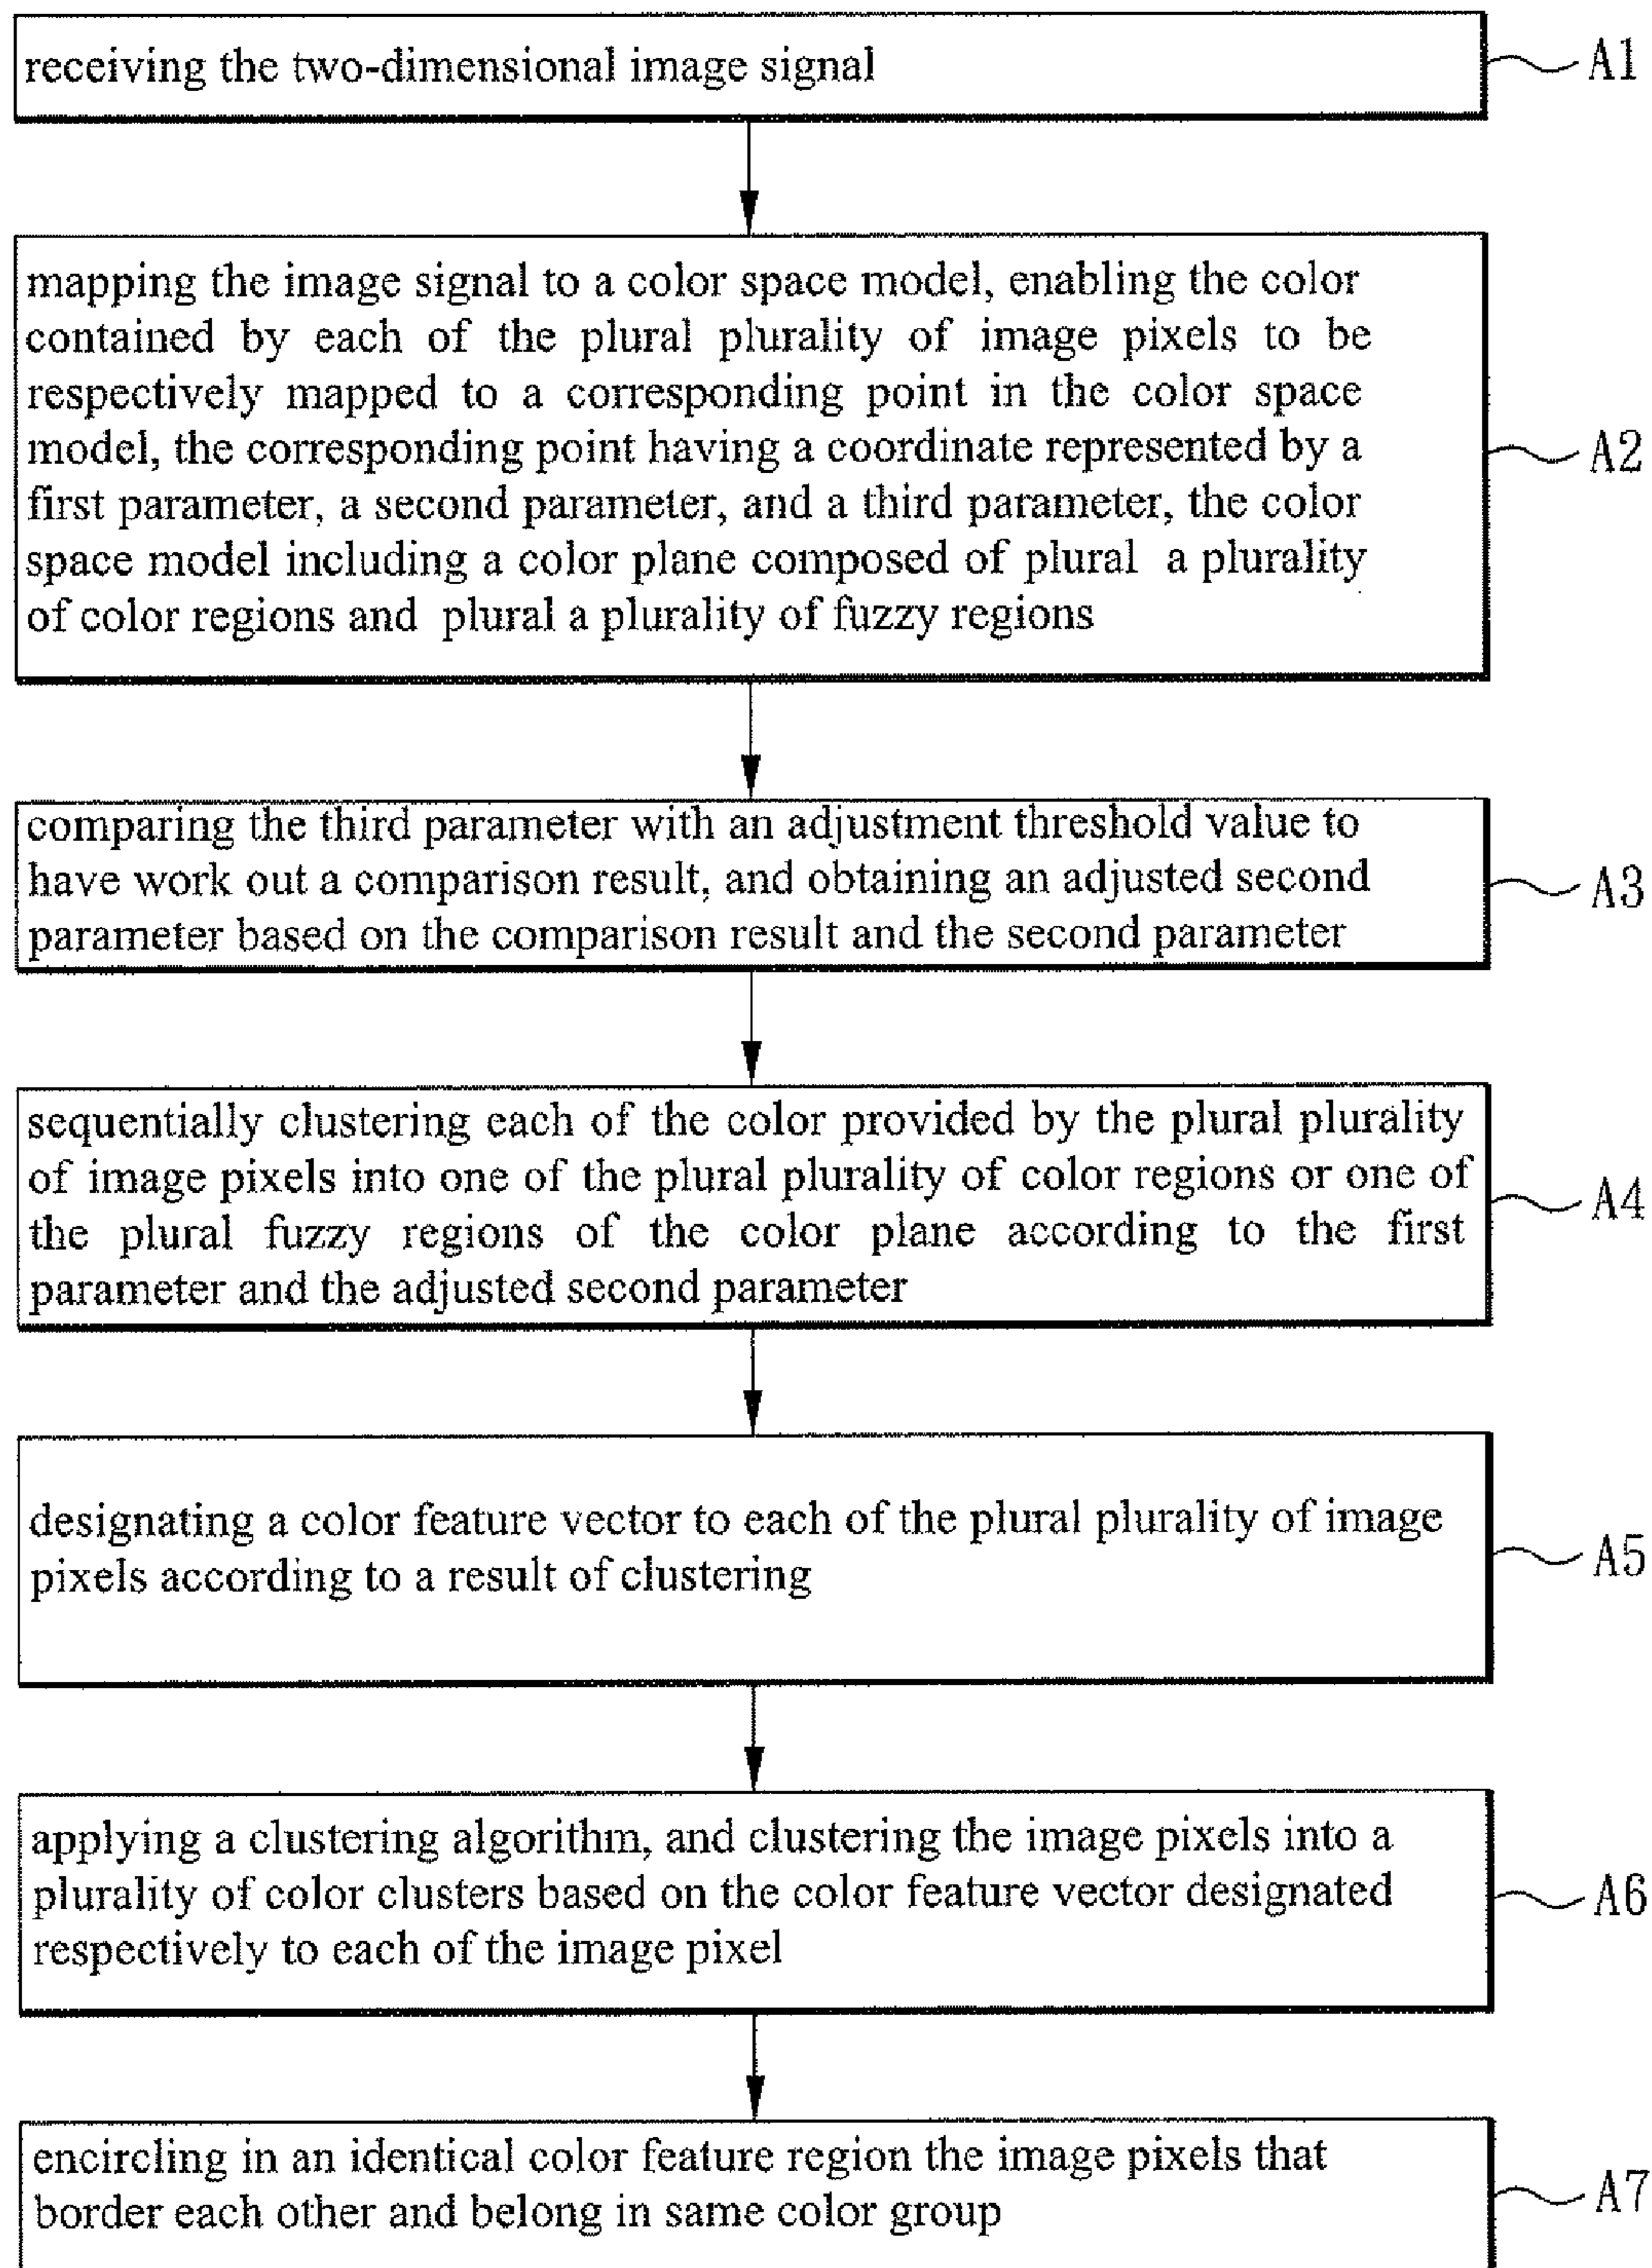 receiving the two-dimensional image signal
A1
mapping the image signal to a color space model, enabling the color
contained by each of the plural plurality of image pixels to be
respectively mapped to a corresponding point in the color space
model, the corresponding point having a coordinate represented by a
first parameter, a second parameter, and a third parameter, the color
space model including a color plane composed of plural a plurality
of color regions and plural a plurality of fuzzy regions
A2
comparing the third parameter with an adjustment threshold value to
have work out a comparison result, and obtaining an adjusted second
parameter based on the comparison result and the second parameter
A3
sequentially clustering each of the color provided by the plural plurality
of image pixels into one of the plural plurality of color regions or one of
the plural fuzzy regions of the color plane according to the first
parameter and the adjusted second parameter
A4
designating a color feature vector to each of the plural plurality of image
pixels according to a result of clustering
A5
applying a clustering algorithm, and clustering the image pixels into a
plurality of color clusters based on the color feature vector designated
respectively to each of the image pixel
A6
encircling in an identical color feature region the image pixels that
border each other and belong in same color group
A7